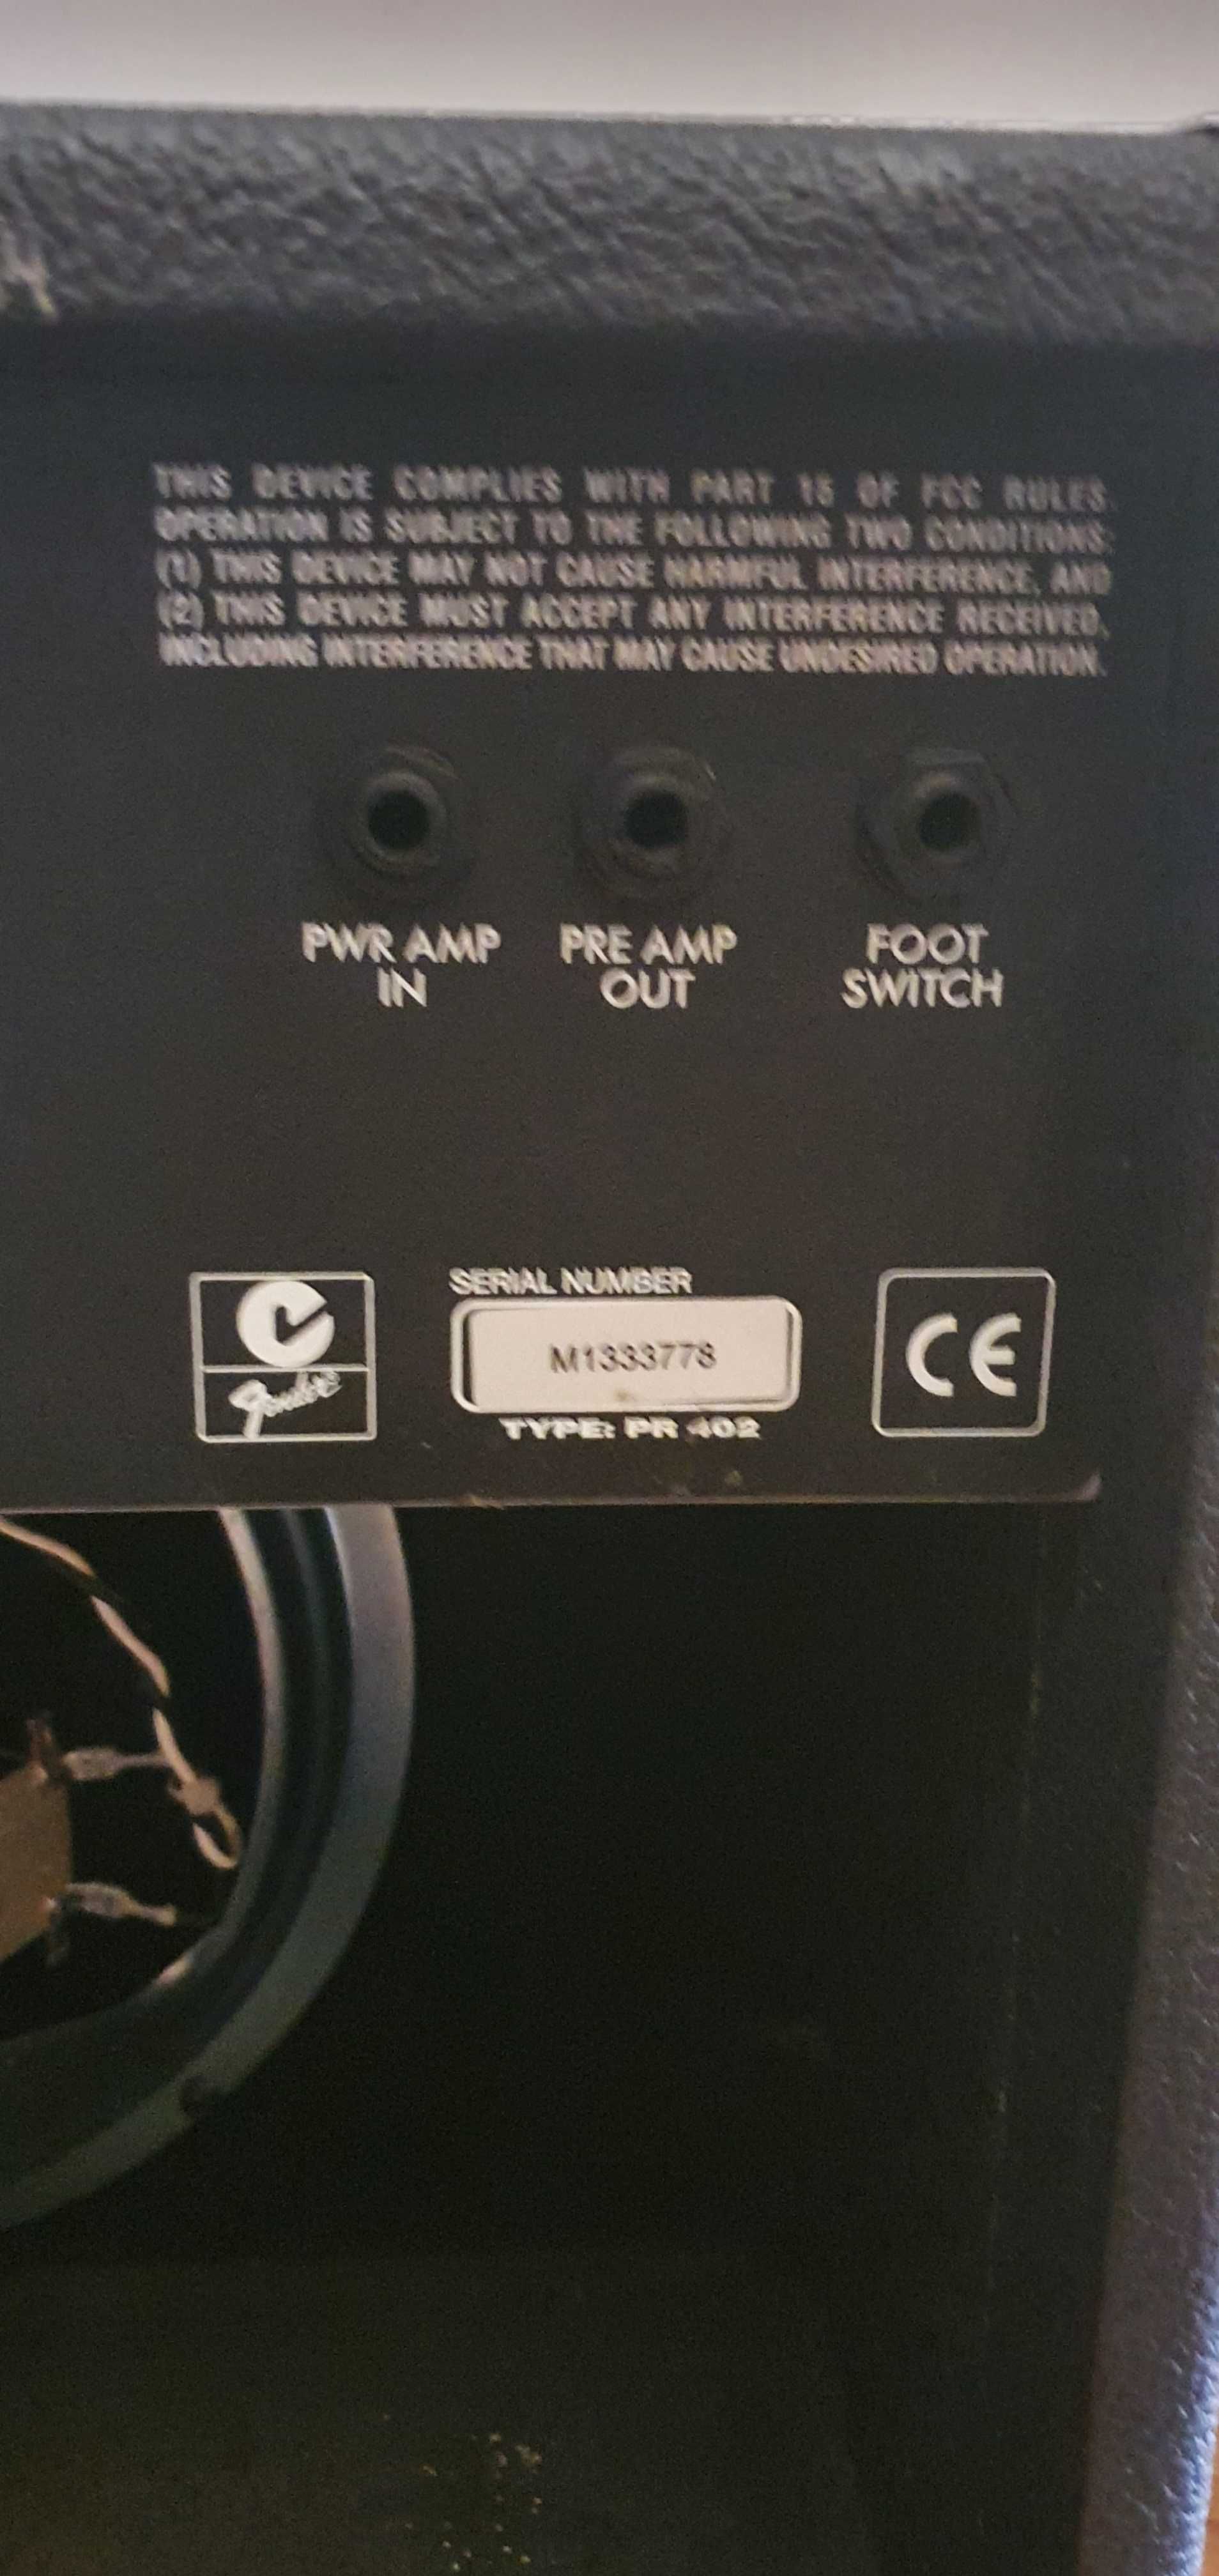 THIS DEVICE COMPLIES WITH PART 15 OF FCC RULES.
OPERATION IS SUBJECT TO THE FOLLOWING TWO CONDITIONS:
(1) THIS DEVICE MAY NOT CAUSE HARMFUL INTERFERENCE, AND
(2) THIS DEVICE MUST ACCEPT ANY INTERFERENCE RECEIVED,
INCLUDING INTERFERENCE THAT MAY CAUSE UNDESIRED OPERATION.
PWR AMP
IN
PRE AMP
OUT
FOOT
SWITCH
Fender
SERIAL NUMBER
M1333778
TYPE: PR 402
CE